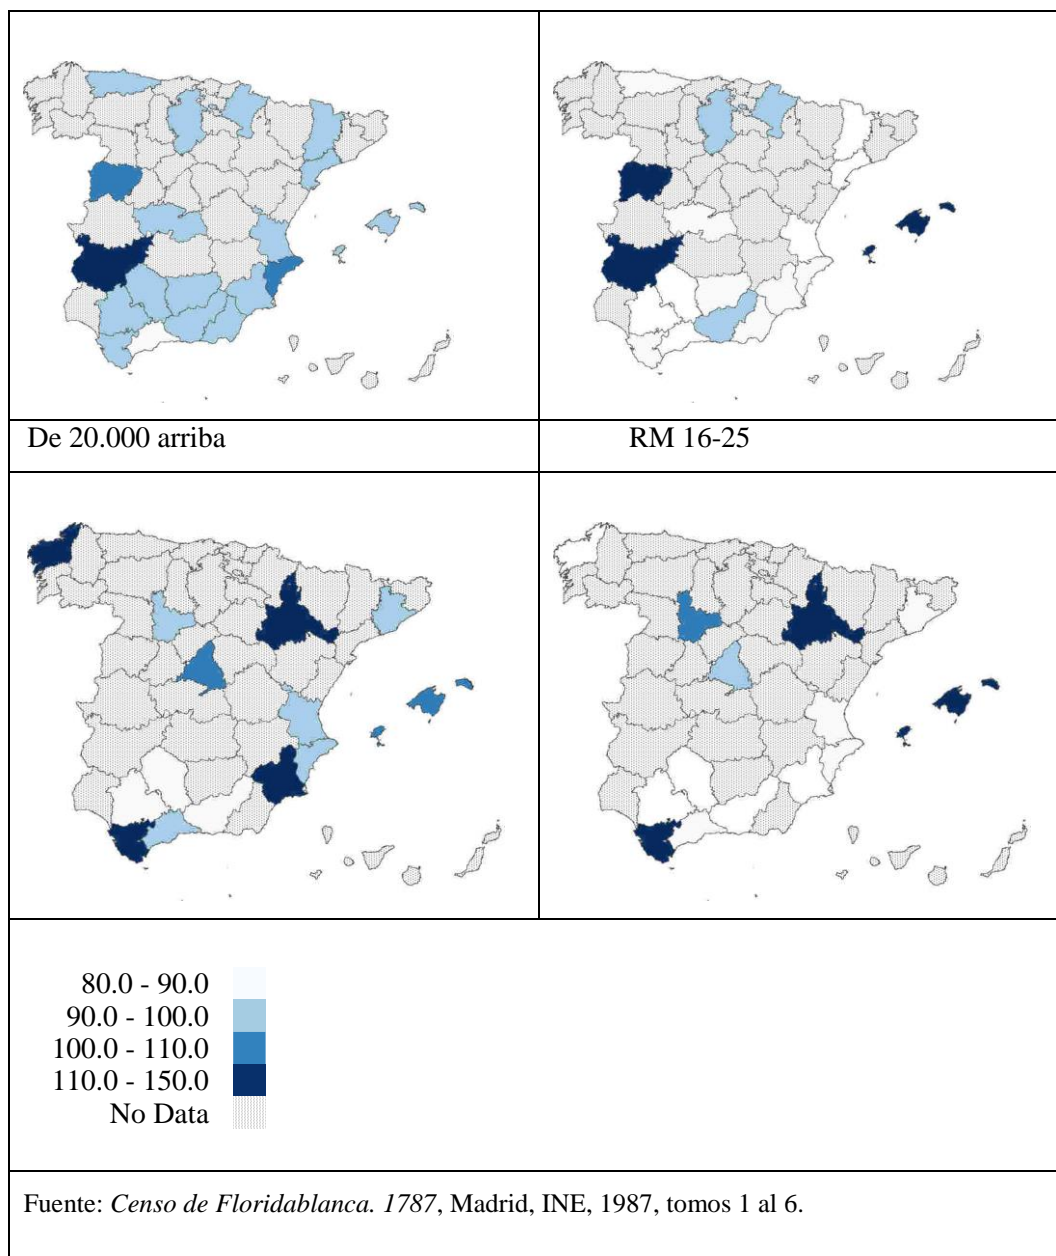 De 20.000 arriba
RM 16-25
80.0 - 90.0
90.0 - 100.0
100.0 - 110.0
110.0 - 150.0
No Data
Fuente: Censo de Floridablanca. 1787, Madrid, INE, 1987, tomos 1 al 6.